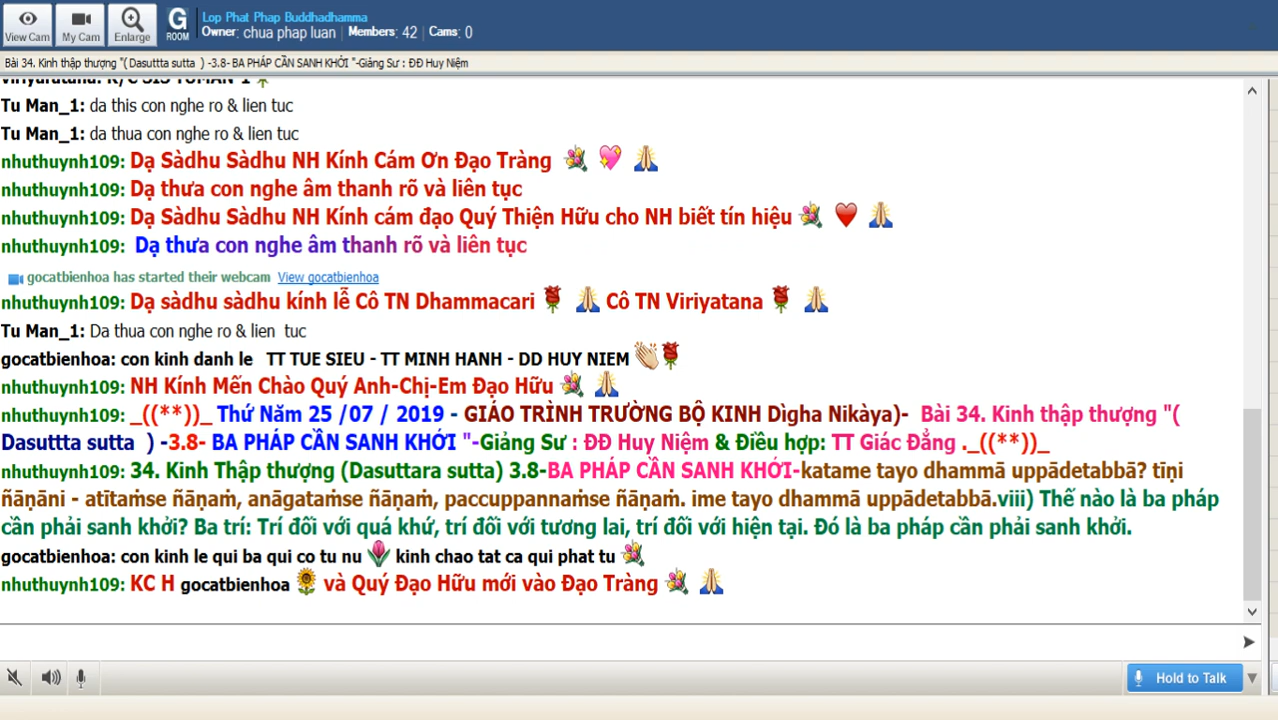 View Cam
My Cam
Enlarge
G
ROOM
Lop Phat Phap Buddhadhamma
Owner: chua phap luan | Members: 42 | Cams: 0
Bài 34. Kinh thập thượng "( Dasuttta sutta ) -3.8- BA PHÁP CẦN SANH KHỞI "-Giảng Sư : ĐĐ Huy Niệm
viriyaratana: K/C SIS TUMAN 1
Tu Man_1: da this con nghe ro & lien tuc
Tu Man_1: da thua con nghe ro & lien tuc
nhuthuynh109: Dạ Sàdhu Sàdhu NH Kính Cám Ơn Đạo Tràng
nhuthuynh109: Dạ thưa con nghe âm thanh rõ và liên tục
nhuthuynh109: Dạ Sàdhu Sàdhu NH Kính cám đạo Quý Thiện Hữu cho NH biết tín hiệu
nhuthuynh109: Dạ thưa con nghe âm thanh rõ và liên tục
gocatbienhoa has started their webcam View gocatbienhoa
nhuthuynh109: Dạ sàdhu sàdhu kính lễ Cô TN Dhammacari Cô TN Viriyatana
Tu Man_1: Da thua con nghe ro & lien tuc
gocatbienhoa: con kinh danh le TT TUE SIEU - TT MINH HANH - DD HUY NIEM
nhuthuynh109: NH Kính Mến Chào Quý Anh-Chị-Em Đạo Hữu
nhuthuynh109: _((**))_ Thứ Năm 25 /07 / 2019 - GIÁO TRÌNH TRƯỜNG BỘ KINH Dìgha Nikàya)- Bài 34. Kinh thập thượng "(
Dasuttta sutta ) -3.8- BA PHÁP CẦN SANH KHỞI "-Giảng Sư : ĐĐ Huy Niệm & Điều hợp: TT Giác Đẳng ._((**))_
nhuthuynh109: 34. Kinh Thập thượng (Dasuttara sutta) 3.8-BA PHÁP CẦN SANH KHỞI-katame tayo dhammā uppādetabbā? tīṇi
ñāṇāni - atītaṁse ñāṇaṁ, anāgataṁse ñāṇaṁ, paccuppannaṁse ñāṇaṁ. ime tayo dhammā uppādetabbā.viii) Thế nào là ba pháp
cần phải sanh khởi? Ba trí: Trí đối với quá khứ, trí đối với tương lai, trí đối với hiện tại. Đó là ba pháp cần phải sanh khởi.
gocatbienhoa: con kinh le qui ba qui co tu nu kinh chao tat ca qui phat tu
nhuthuynh109: KC H gocatbienhoa và Quý Đạo Hữu mới vào Đạo Tràng
Hold to Talk